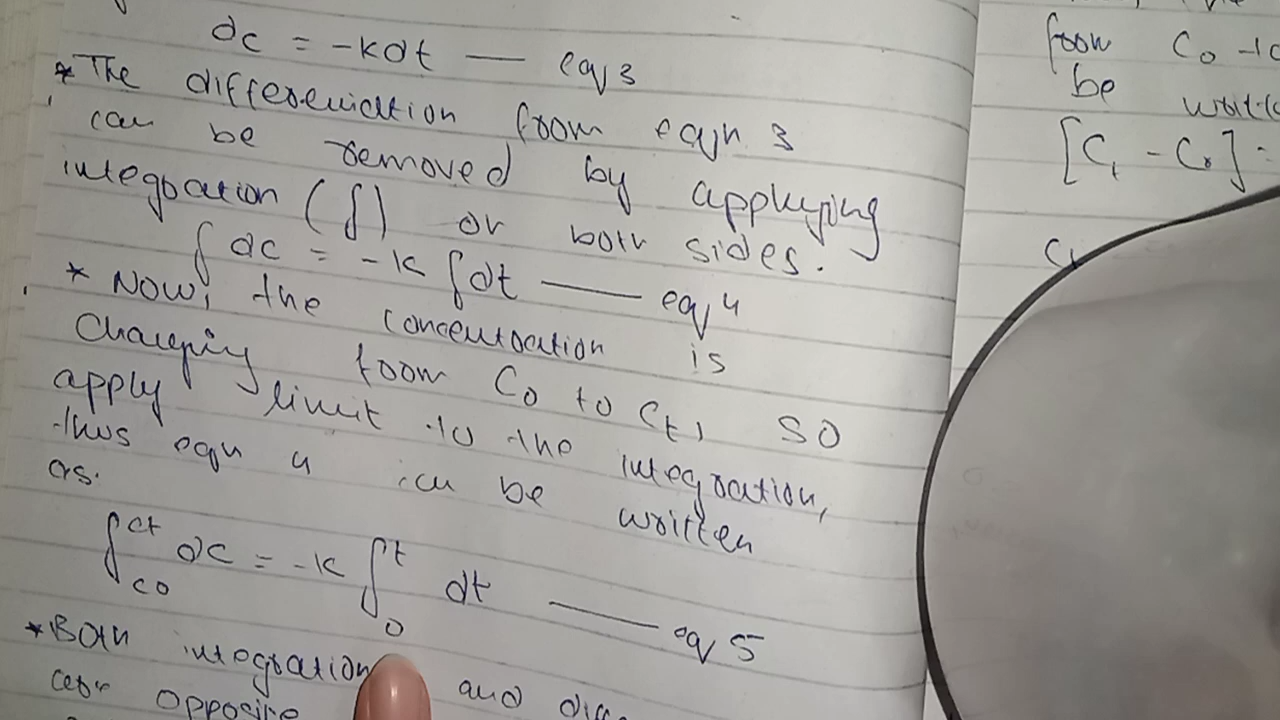 dc = -kdt — eq 3
* The differentiation from eqn 3
can be removed by applying
integration (∫) on both sides.
∫ dc = -k ∫ dt — eq 4
* Now, the concentration is
changing from C₀ to Cₜ, so
apply limit to the integration,
thus eqn 4 can be written
as.
∫ct c0 dc = -k ∫t 0 dt — eq 5
* Both integration and
opposite
from C₀
be